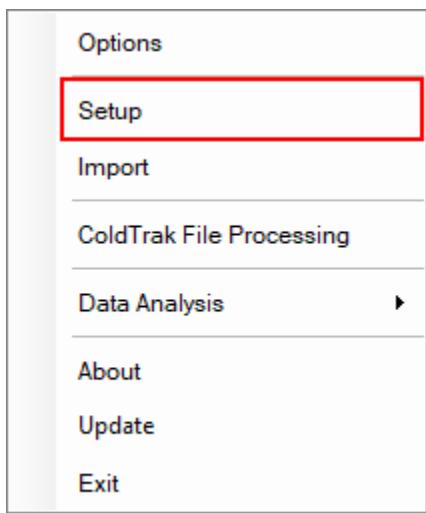 Options
Setup
Import
ColdTrak File Processing
Data Analysis
About
Update
Exit